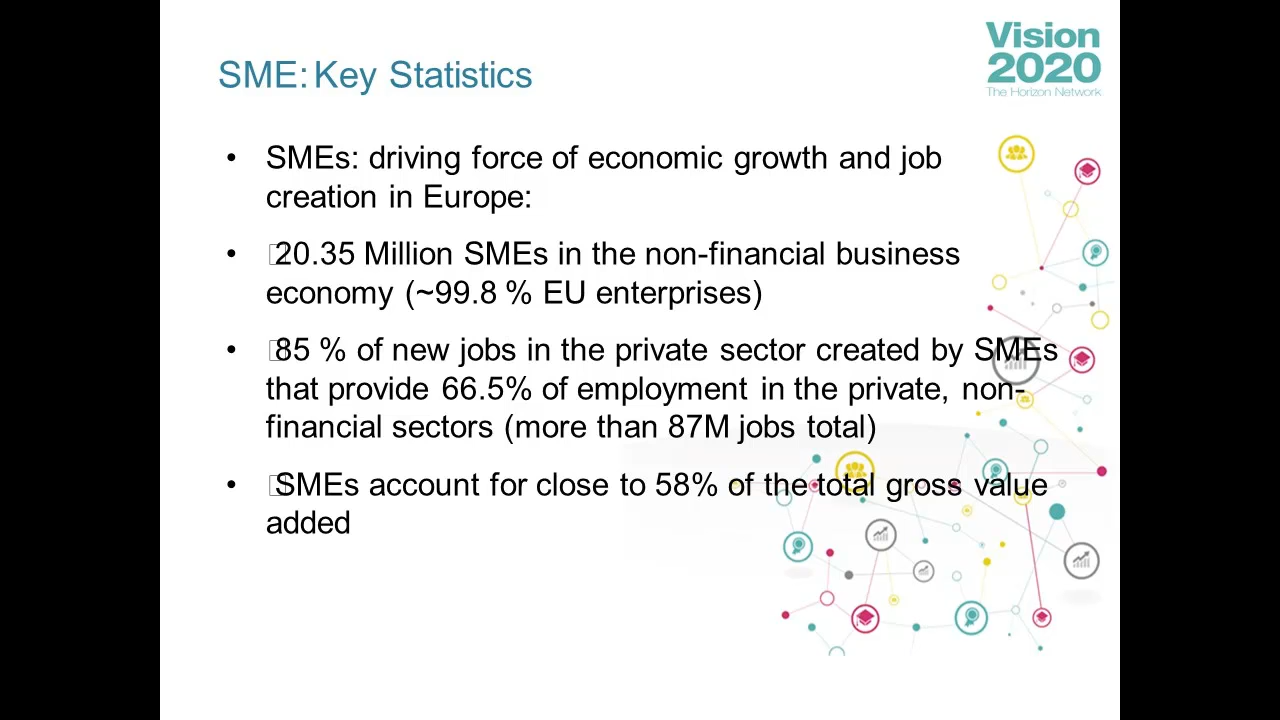 Vision
2020
The Horizon Network
SME: Key Statistics
• SMEs: driving force of economic growth and job
creation in Europe:
• 20.35 Million SMEs in the non-financial business
economy (~99.8 % EU enterprises)
• 85 % of new jobs in the private sector created by SMEs
that provide 66.5% of employment in the private, non-
financial sectors (more than 87M jobs total)
• SMEs account for close to 58% of the total gross value
added